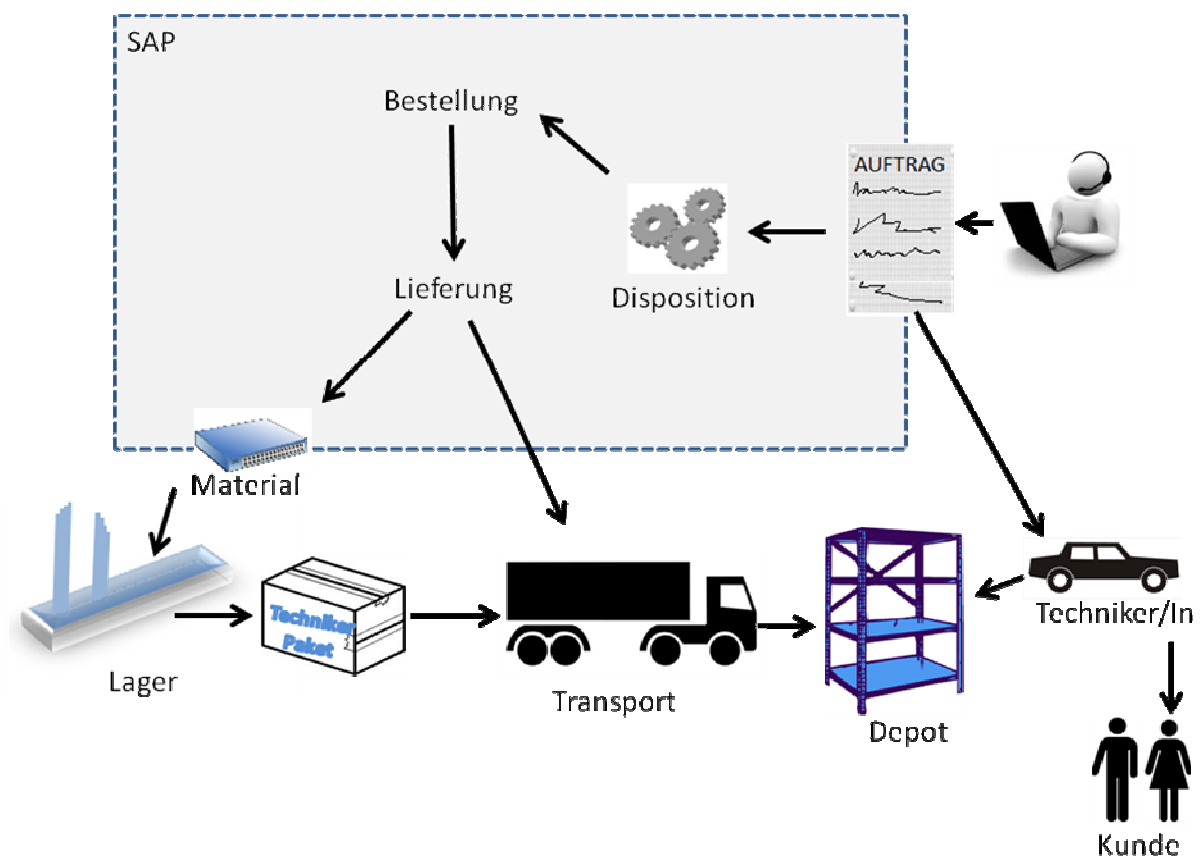 SAP
Bestellung
AUFTRAG
Lieferung
Disposition
Material
Techniker
Paket
Techniker/In
Lager
Transport
Depot
Kunde